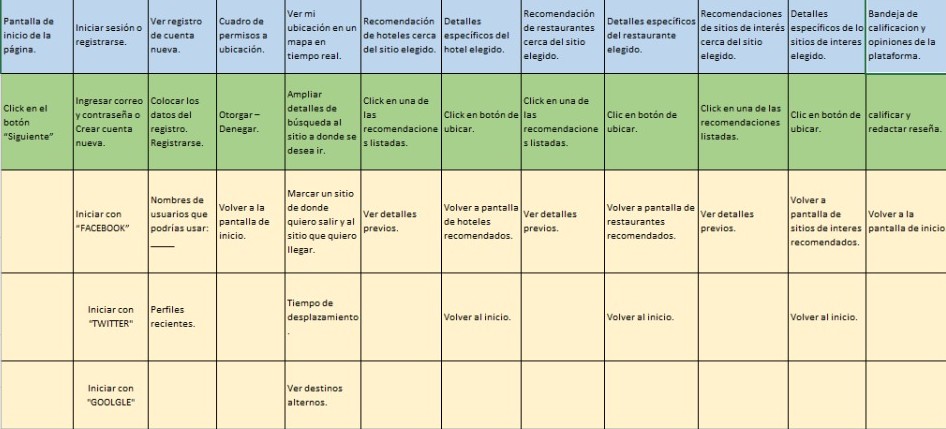 Pantalla de
inicio de la
página.
Iniciar sesión o
registrarse.
Ver registro
de cuenta
nueva.
Cuadro de
permisos a
ubicación.
Ver mi
ubicación en un
mapa en
tiempo real.
Recomendación
de hoteles cerca
del sitio elegido.
Detalles
específicos del
hotel elegido.
Recomendación
de restaurantes
cerca del sitio
elegido.
Detalles específicos
del restaurante
elegido.
Recomendaciones
de sitios de interés
cerca del sitio
elegido.
Detalles
específicos de lo
sitios de interes
elegido.
Bandeja de
calificacion y
opiniones de la
plataforma.
Click en el
botón
“Siguiente”
Ingresar correo
y contraseña o
Crear cuenta
nueva.
Colocar los
datos del
registro.
Registrarse.
Otorgar –
Denegar.
Ampliar
detalles de
búsqueda al
sitio a donde se
desea ir.
Click en una de
las
recomendacione
s listadas.
Click en botón de
ubicar.
Click en una de
las
recomendacione
s listadas.
Clic en botón de
ubicar.
Click en una de las
recomendaciones
listadas.
Clic en botón de
ubicar.
calificar y
redactar reseña.
Iniciar con
“FACEBOOK”
Nombres de
usuarios que
podrías usar:
_____
Volver a la
pantalla de
inicio.
Marcar un sitio
de donde
quiero salir y al
sitio que quiero
llegar.
Ver detalles
previos.
Volver a pantalla
de hoteles
recomendados.
Ver detalles
previos.
Volver a pantalla de
restaurantes
recomendados.
Ver detalles
previos.
Volver a
pantalla de
sitios de interes
recomendados.
Volver a la
pantalla de inicio
Iniciar con
"TWITTER"
Perfiles
recientes.
Tiempo de
desplazamiento
.
Volver al inicio.
Volver al inicio.
Volver al inicio.
Iniciar con
"GOOLGLE"
Ver destinos
alternos.